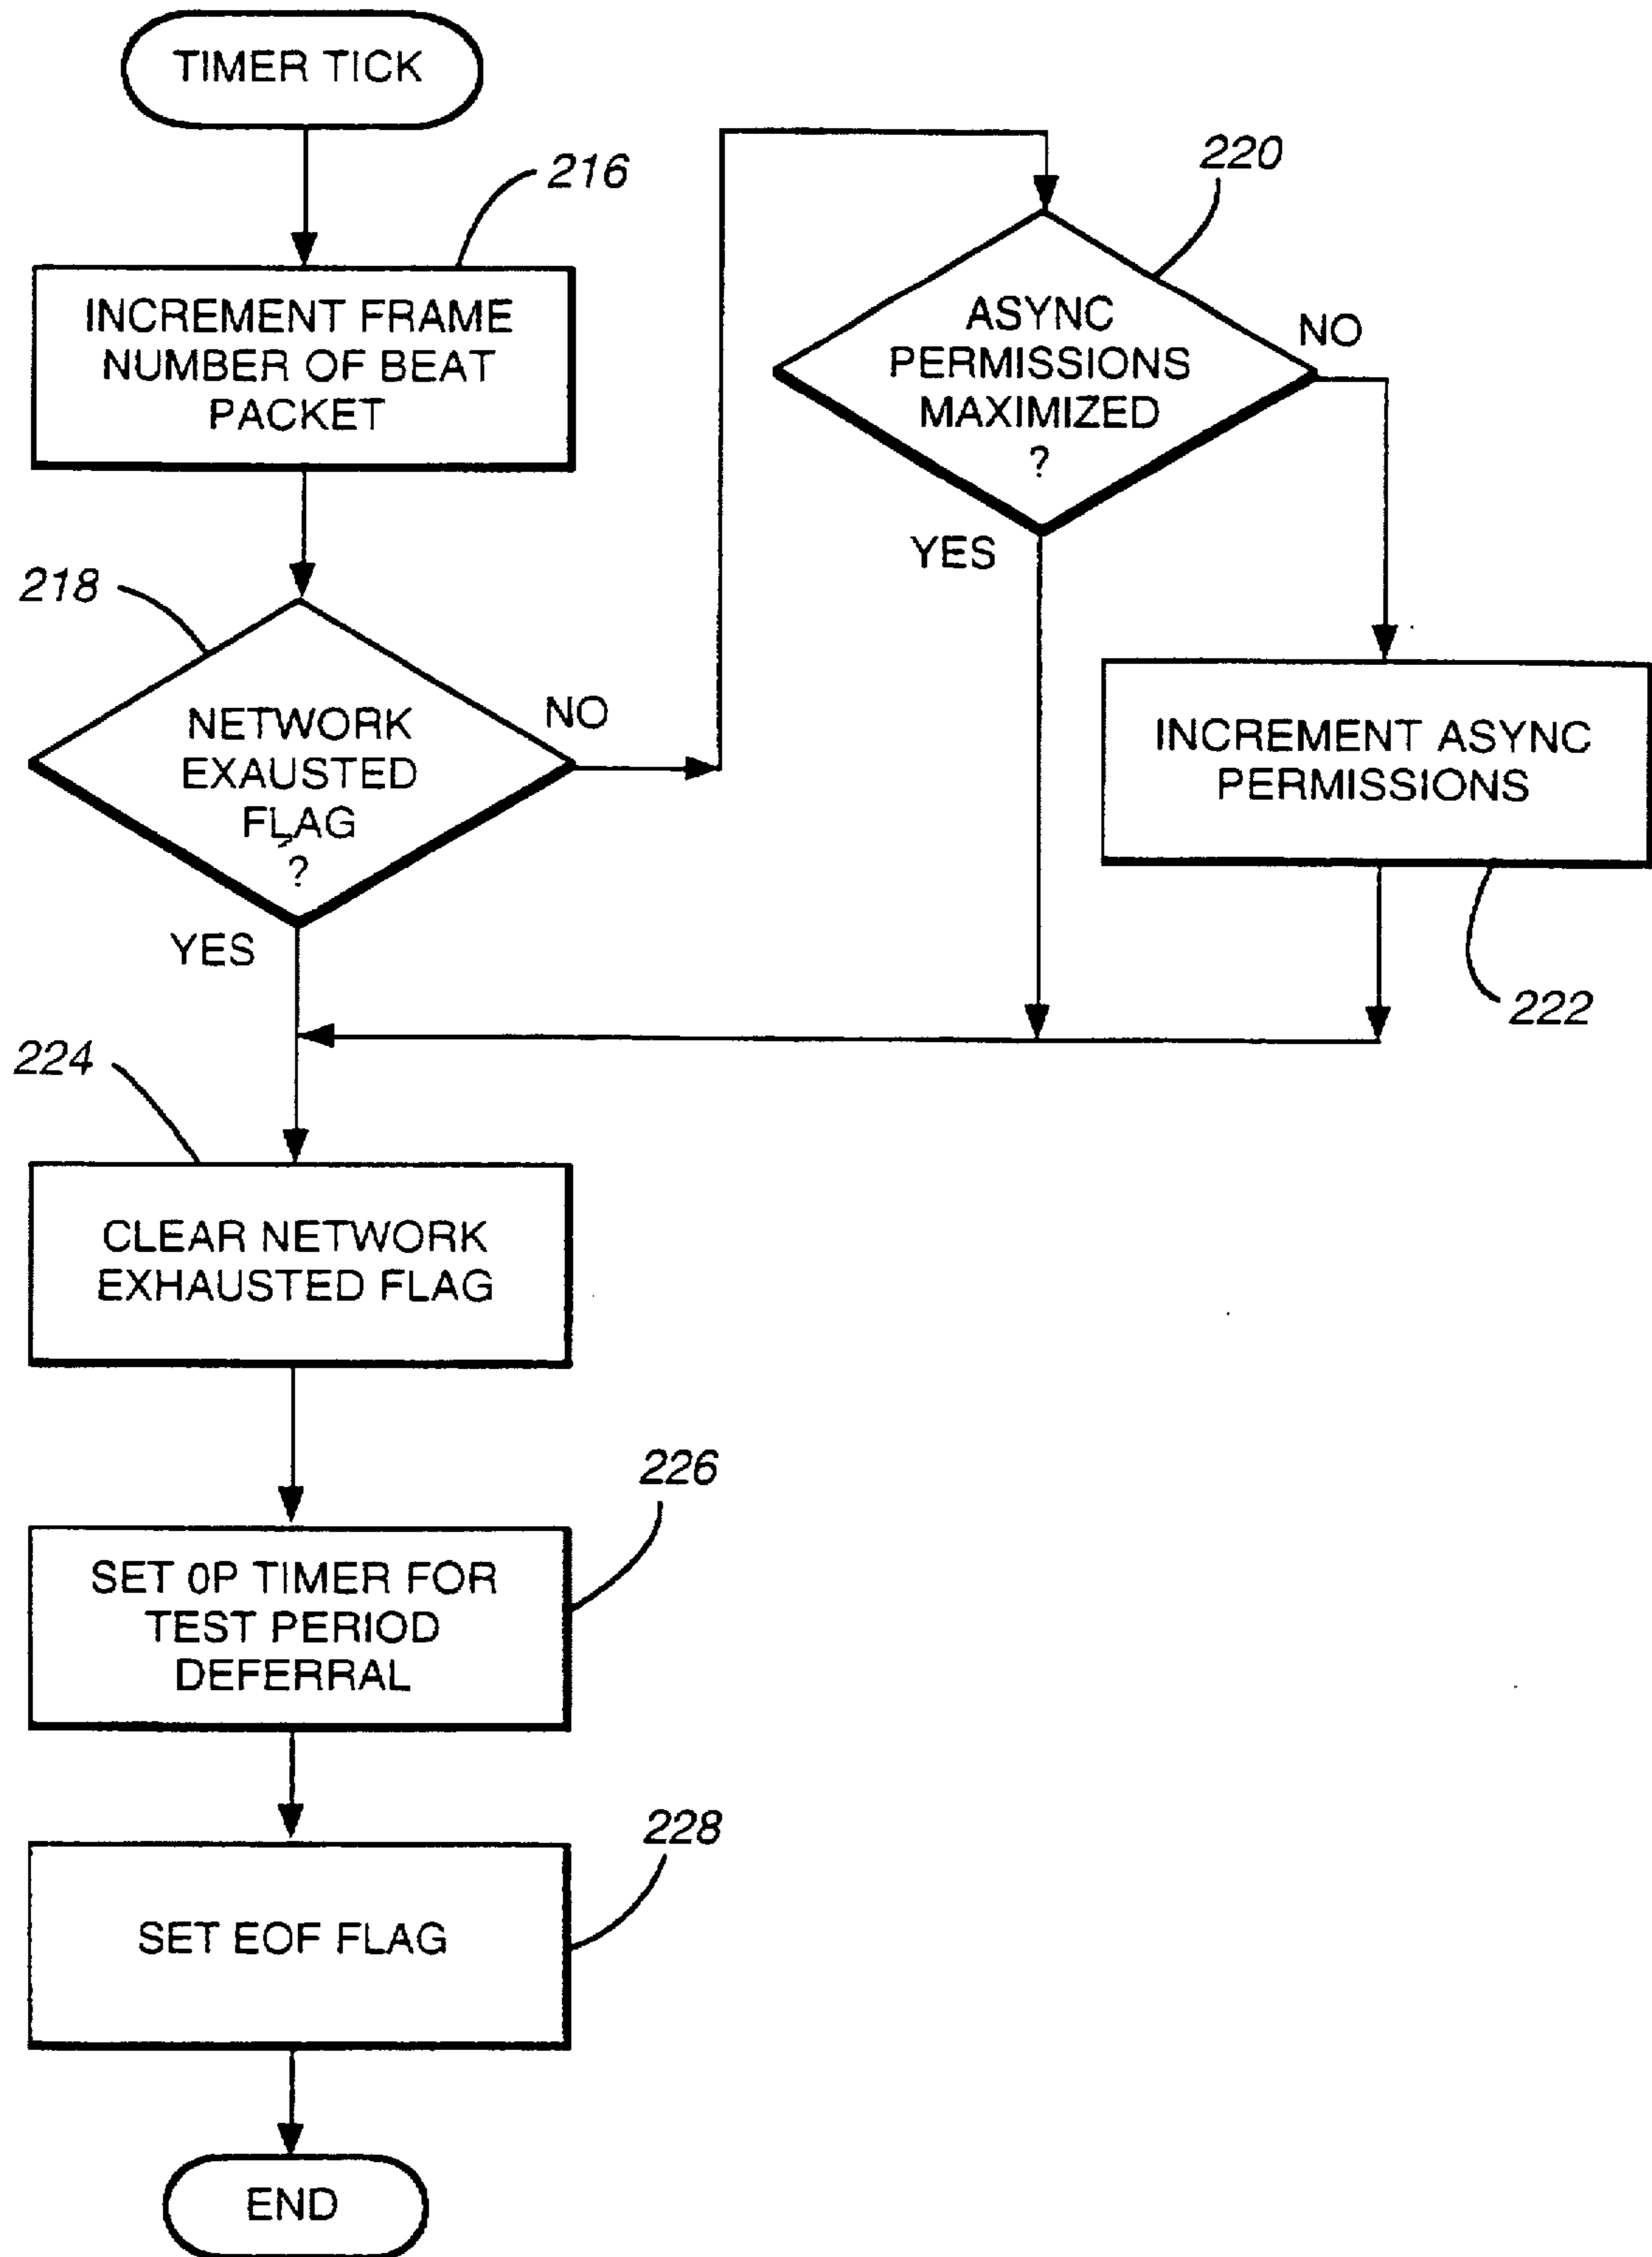 TIMER TICK
216
INCREMENT FRAME
NUMBER OF BEAT
PACKET
218
NETWORK
EXAUSTED
FLAG
?
NO
YES
220
ASYNC
PERMISSIONS
MAXIMIZED
?
NO
YES
INCREMENT ASYNC
PERMISSIONS
222
224
CLEAR NETWORK
EXHAUSTED FLAG
226
SET 0P TIMER FOR
TEST PERIOD
DEFERRAL
228
SET EOF FLAG
END